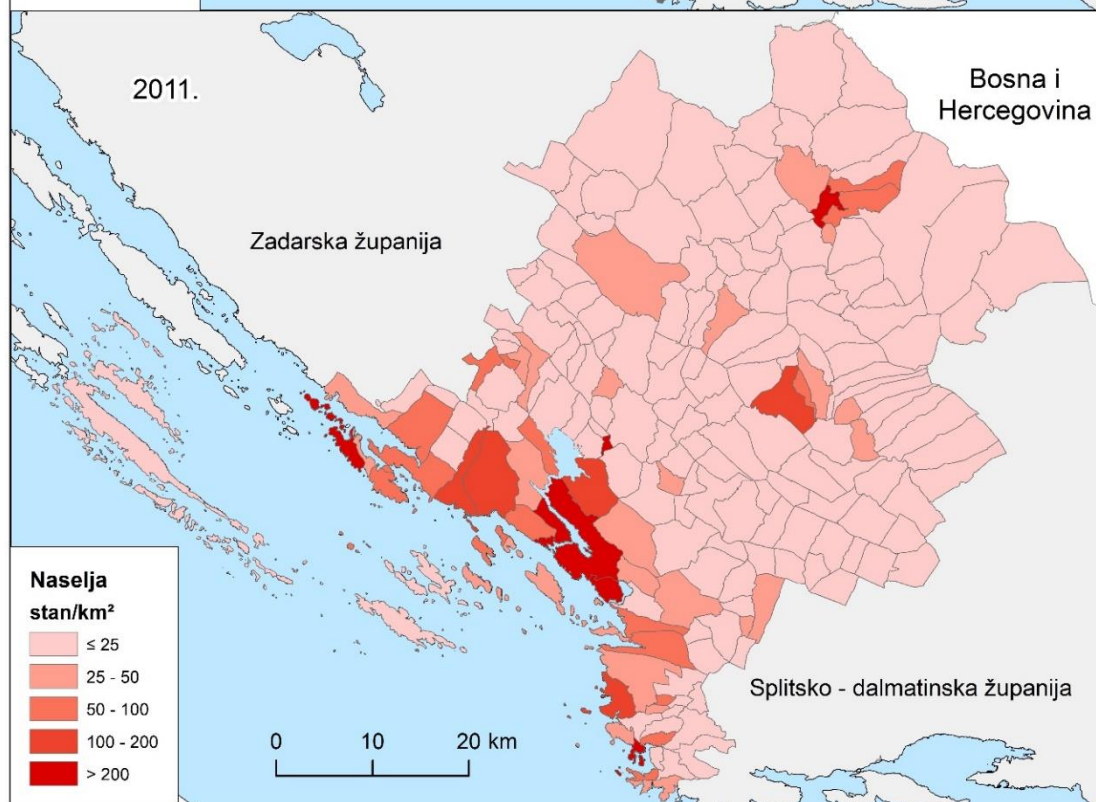 2011.
Bosna i
Hercegovina
Zadarska županija
Splitsko - dalmatinska županija
Naselja
stan/km²
≤ 25
25 - 50
50 - 100
100 - 200
> 200
0 10 20 km